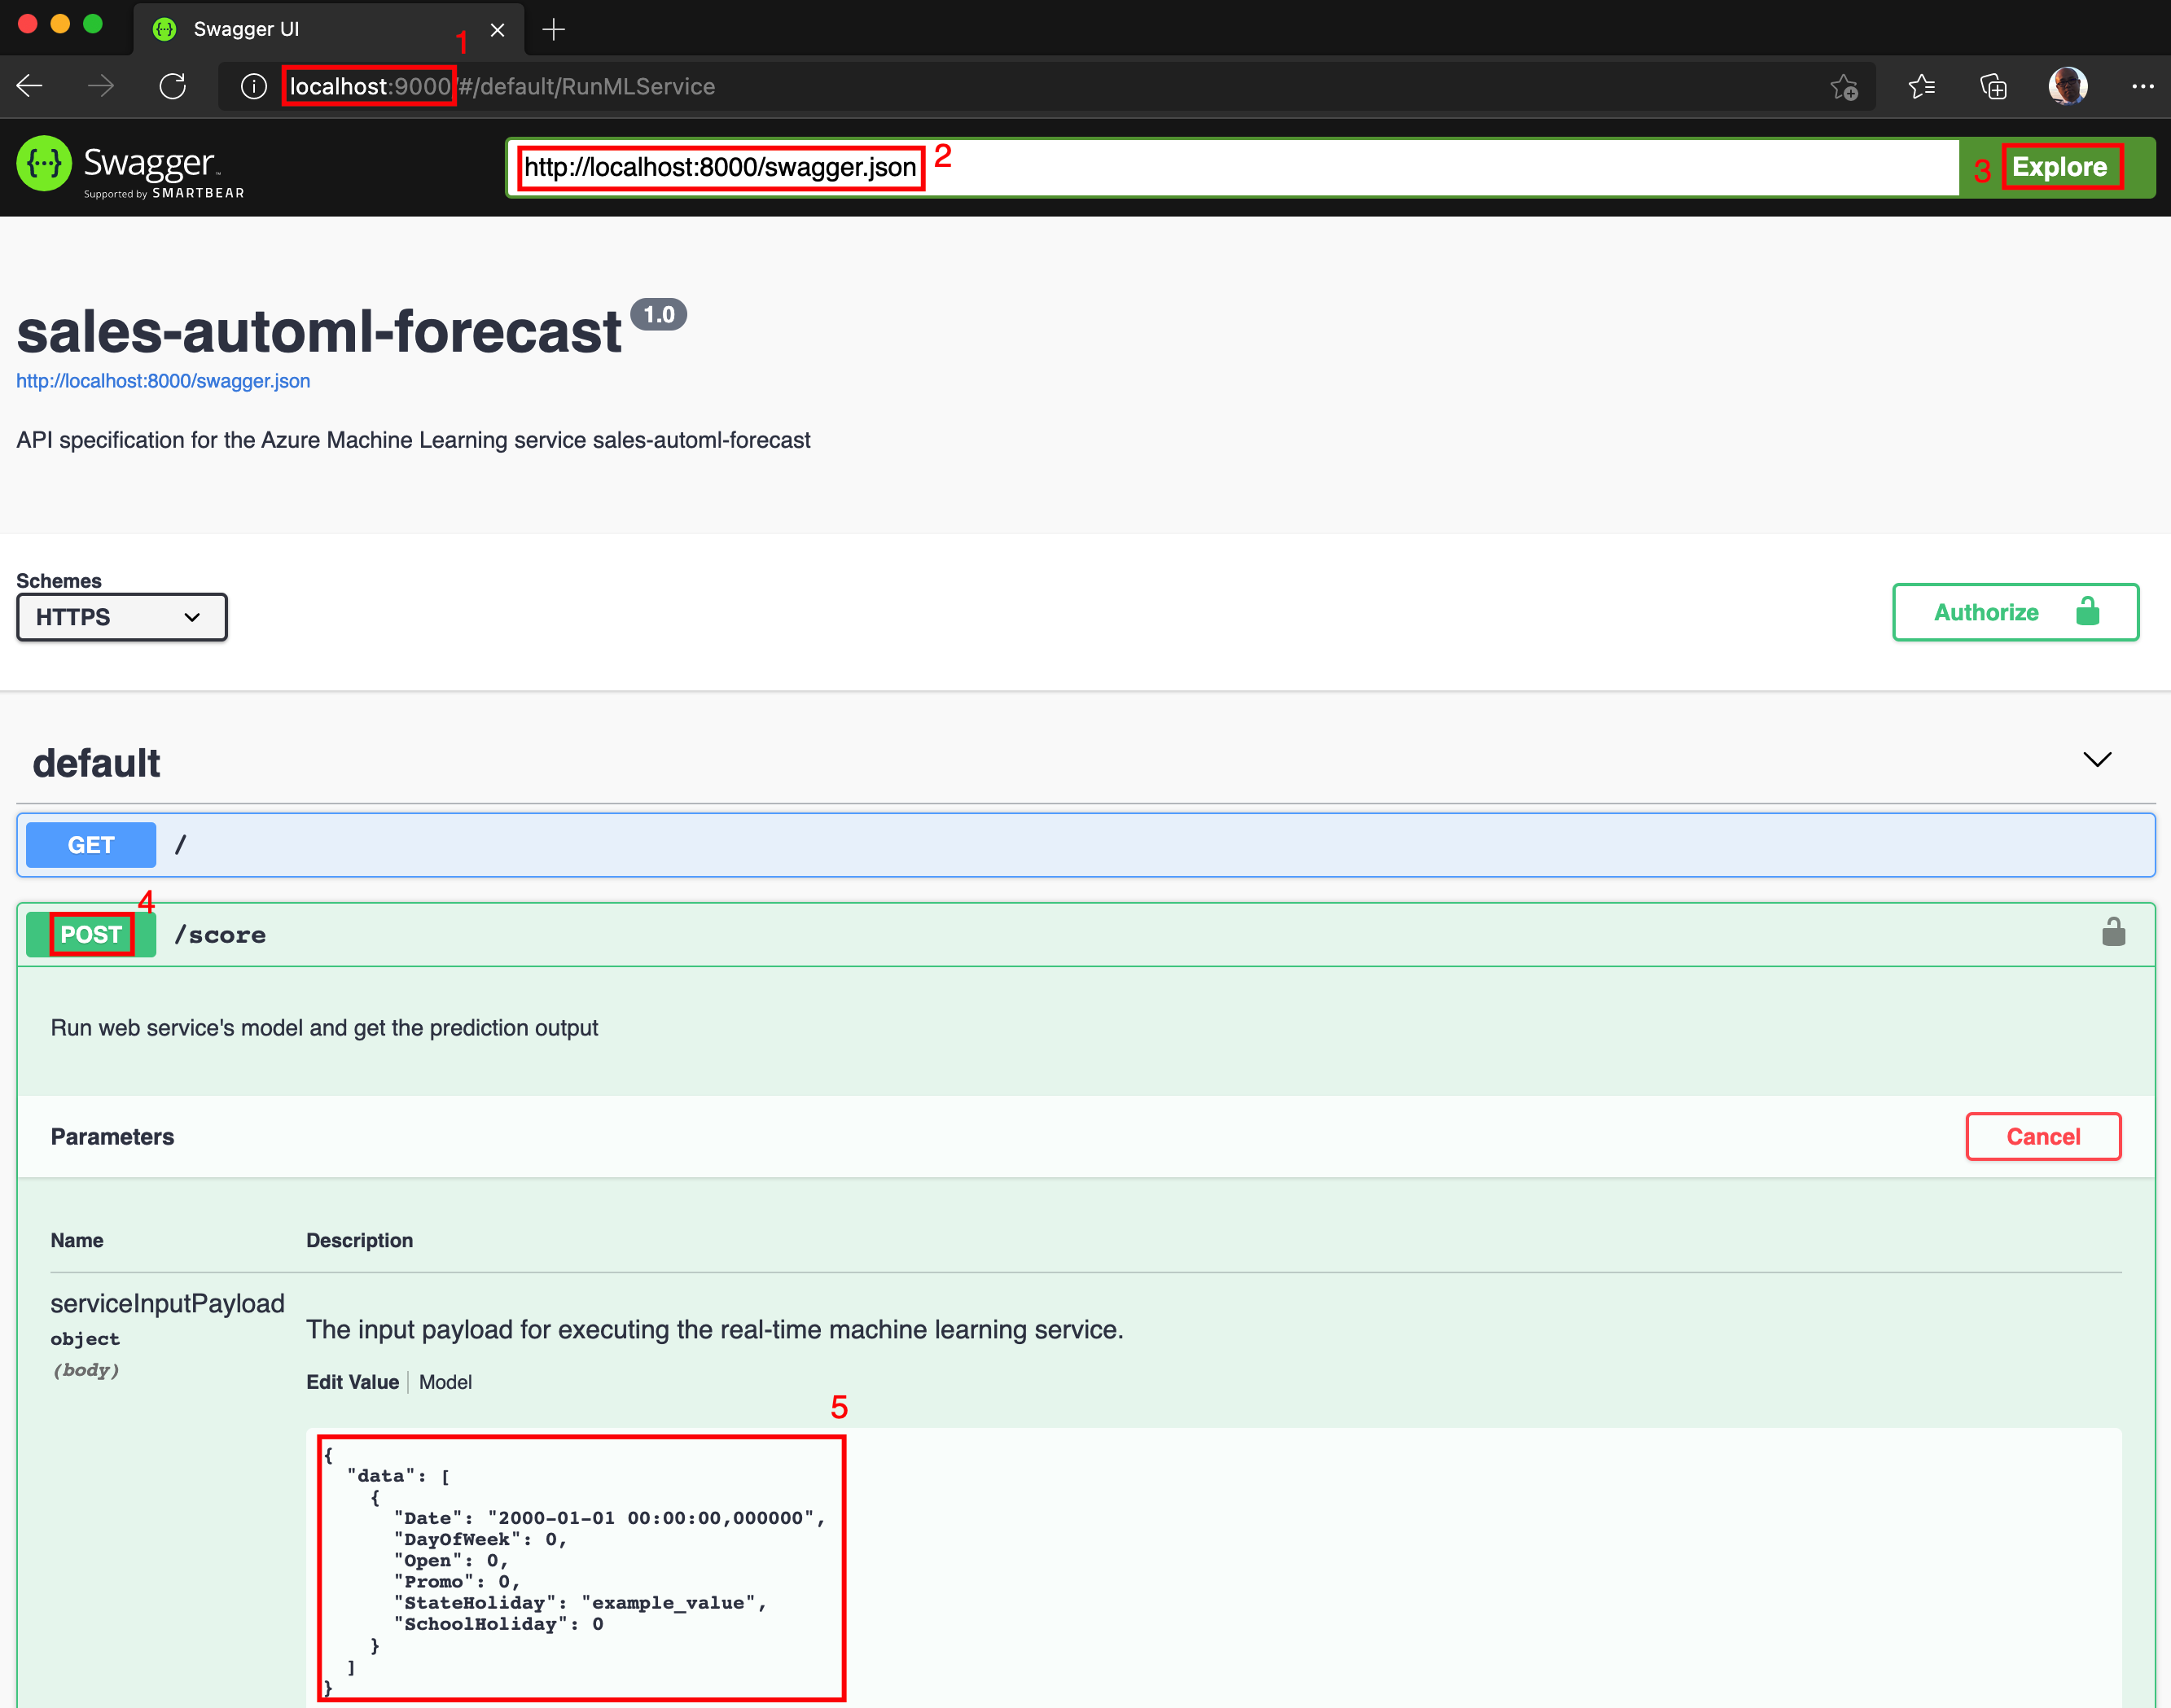 Swagger UI
1
localhost:9000/#/default/RunMLService
Swagger™
Supported by SMARTBEAR
http://localhost:8000/swagger.json
2
3
Explore
sales-automl-forecast 1.0
http://localhost:8000/swagger.json
API specification for the Azure Machine Learning service sales-automl-forecast
Schemes
HTTPS
Authorize
default
GET /
4
POST /score
Run web service's model and get the prediction output
Parameters
Cancel
Name Description
serviceInputPayload
object
(body)
The input payload for executing the real-time machine learning service.
Edit Value | Model
5
{
  "data": [
    {
      "Date": "2000-01-01 00:00:00,000000",
      "DayOfWeek": 0,
      "Open": 0,
      "Promo": 0,
      "StateHoliday": "example_value",
      "SchoolHoliday": 0
    }
  ]
}